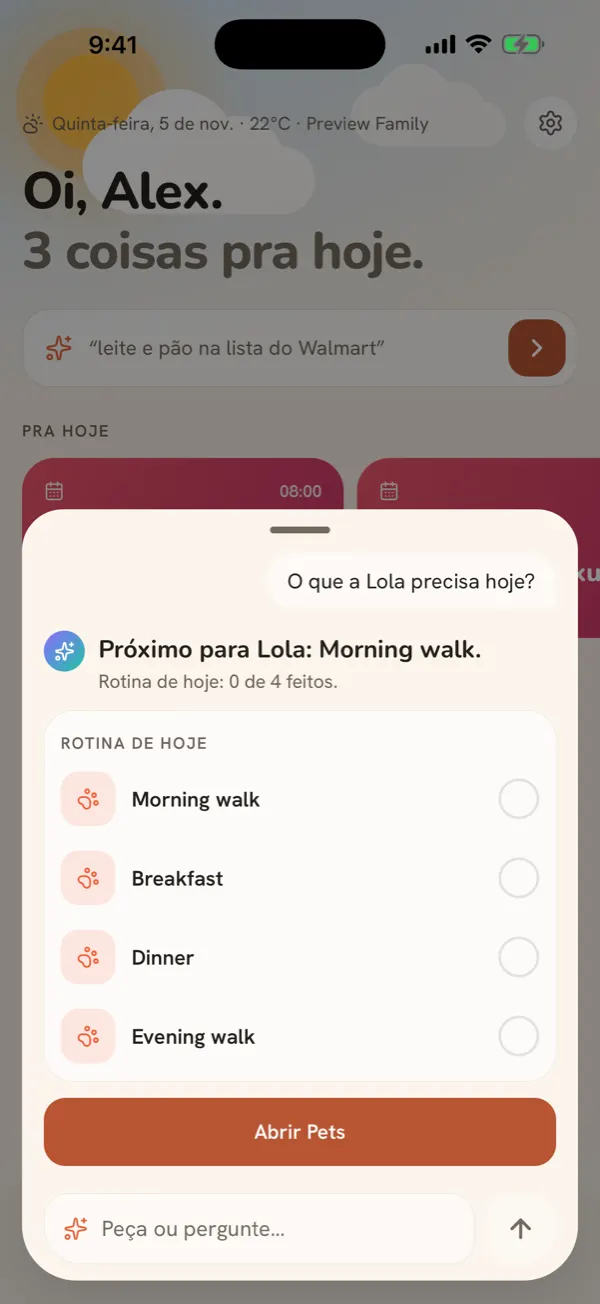 9:41
Quinta-feira, 5 de nov. · 22°C · Preview Family
Oi, Alex.
3 coisas pra hoje.
“leite e pão na lista do Walmart”
PRA HOJE
08:00
O que a Lola precisa hoje?
Próximo para Lola: Morning walk.
Rotina de hoje: 0 de 4 feitos.
ROTINA DE HOJE
Morning walk
Breakfast
Dinner
Evening walk
Abrir Pets
Peça ou pergunte...